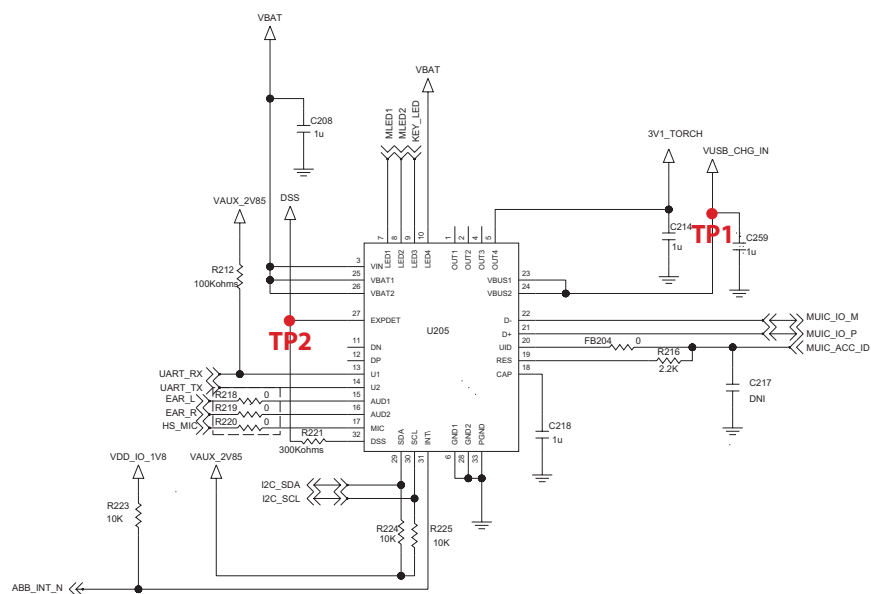 VBAT
VBAT
C208
1u
MLED1
MLED2
KEY_LED
3V1_TORCH
VUSB_CHG_IN
DSS
VAUX_2V85
TP1
C214
1u
C259
1u
7
8
9
10
1
2
4
5
LED1
LED2
LED3
LED4
OUT1
OUT2
OUT3
OUT4
R212
100Kohms
3
VIN
25
VBAT1
26
VBAT2
VBUS1
23
VBUS2
24
27
EXPDET
TP2
U205
D-
22
MUIC_IO_M
D+
21
MUIC_IO_P
UID
20
FB204
0
MUIC_ACC_ID
RES
19
R216
2.2K
CAP
18
11
DN
12
DP
UART_RX
13
U1
UART_TX
14
U2
EAR_L
R218
0
15
AUD1
EAR_R
R219
0
16
AUD2
HS_MIC
R220
0
17
MIC
R221
300Kohms
32
DSS
C217
DNI
C218
1u
SDA
SCL
INT\
GND1
GND2
PGND
29
30
31
6
28
33
VDD_IO_1V8
VAUX_2V85
I2C_SDA
I2C_SCL
R223
10K
R224
10K
R225
10K
ABB_INT_N